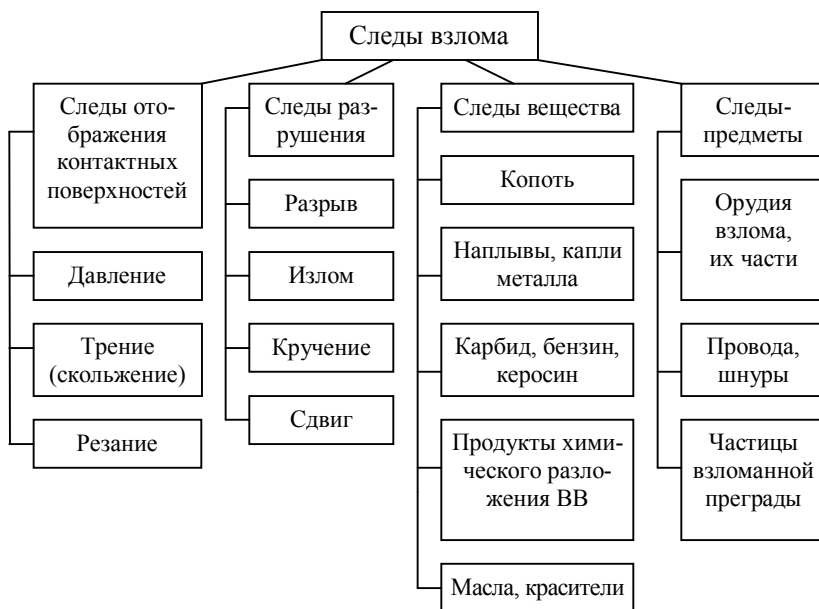 Следы взлома
Следы ото-
бражения
контактных
поверхностей
Давление
Трение
(скольжение)
Резание
Следы раз-
рушения
Разрыв
Излом
Кручение
Сдвиг
Следы вещества
Копоть
Наплывы, капли
металла
Карбид, бензин,
керосин
Продукты хими-
ческого разло-
жения ВВ
Масла, красители
Следы-
предметы
Орудия
взлома,
их части
Провода,
шнуры
Частицы
взломанной
преграды